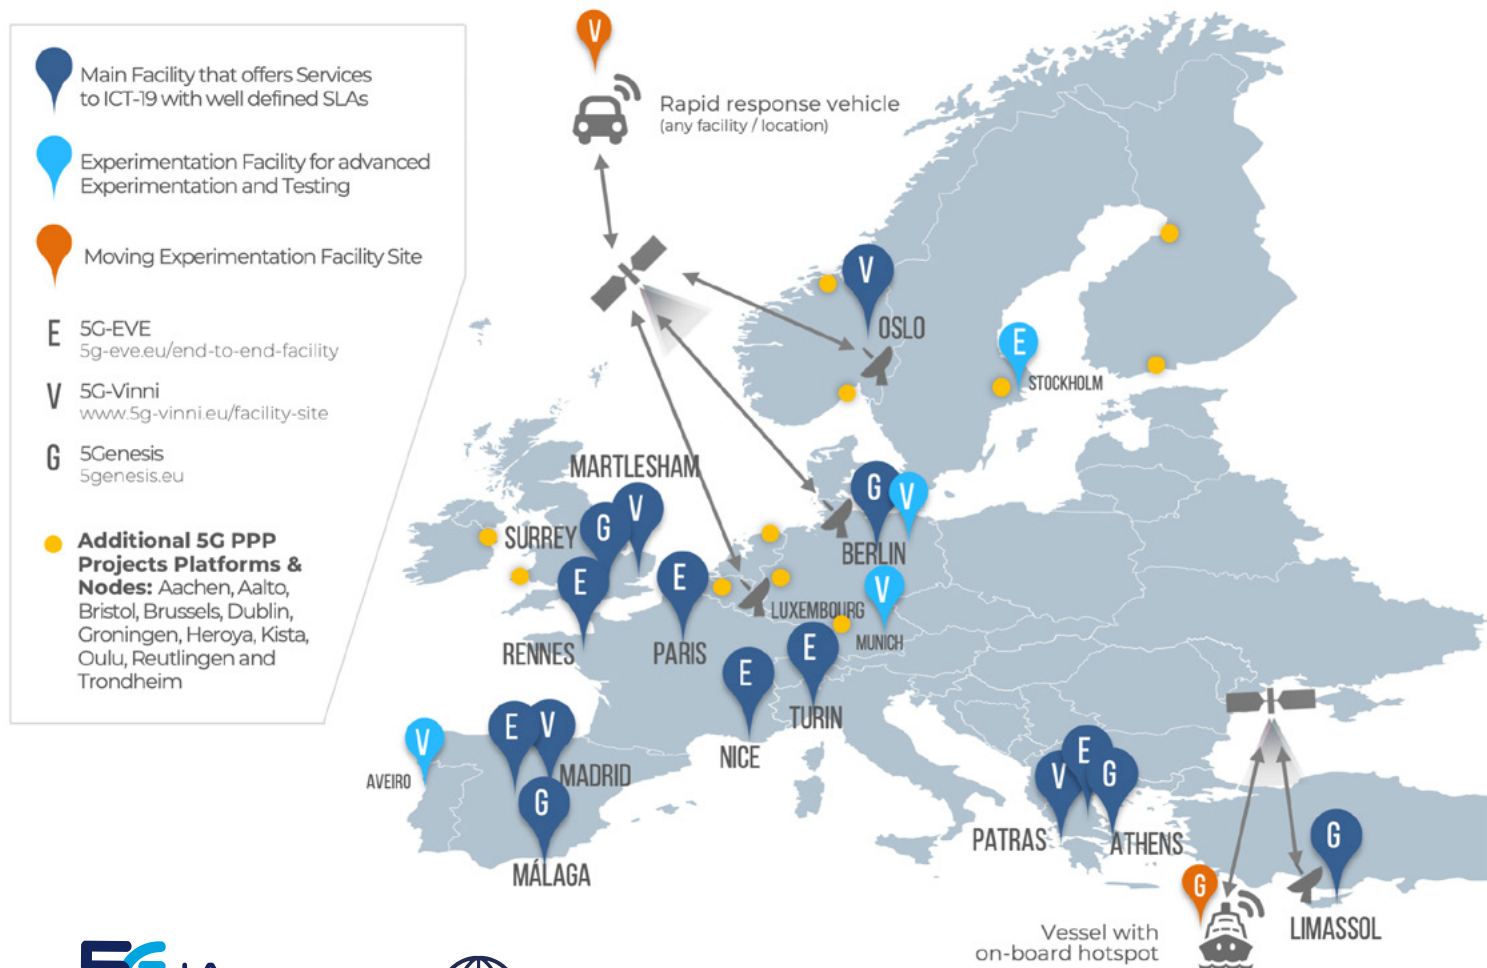 Main Facility that offers Services
to ICT-19 with well defined SLAs
Experimentation Facility for advanced
Experimentation and Testing
Moving Experimentation Facility Site
E 5G-EVE
5g-eve.eu/end-to-end-facility
V 5G-Vinni
www.5g-vinni.eu/facility-site
G 5Genesis
5genesis.eu
Additional 5G PPP
Projects Platforms &
Nodes: Aachen, Aalto,
Bristol, Brussels, Dublin,
Groningen, Heroya, Kista,
Oulu, Reutlingen and
Trondheim
V
Rapid response vehicle
(any facility / location)
V
OSLO
E
STOCKHOLM
MARTLESHAM
V
G
SURREY
E
RENNES
E
PARIS
G
V
BERLIN
LUXEMBOURG
V
MUNICH
E
TURIN
E
NICE
V
AVEIRO
E
V
MADRID
G
MÁLAGA
V
E
G
PATRAS
ATHENS
G
LIMASSOL
G
Vessel with
on-board hotspot